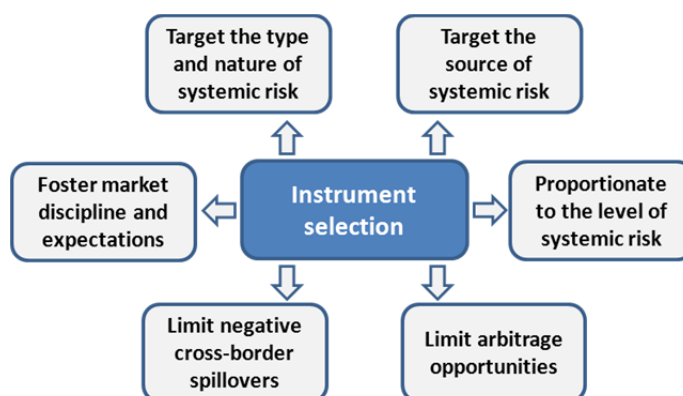 Target the type
and nature of
systemic risk
Target the
source of
systemic risk
Foster market
discipline and
expectations
Instrument
selection
Proportionate
to the level of
systemic risk
Limit negative
cross-border
spillovers
Limit arbitrage
opportunities